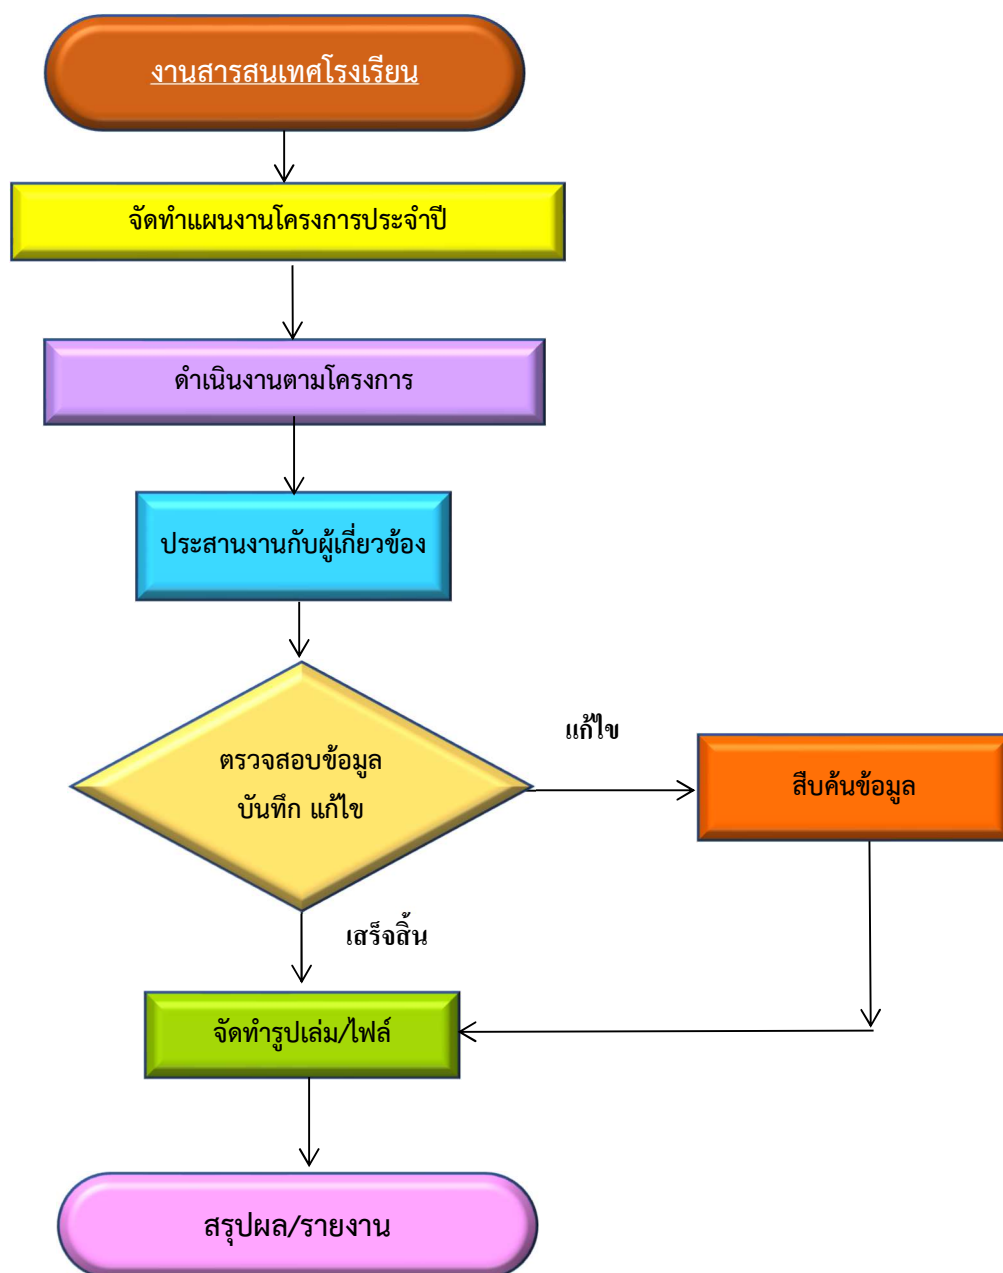 งานสารสนเทศโรงเรียน
จัดทำแผนงานโครงการประจำปี
ดำเนินงานตามโครงการ
ประสานงานกับผู้เกี่ยวข้อง
ตรวจสอบข้อมูล
บันทึก แก้ไข
แก้ไข
สืบค้นข้อมูล
เสร็จสิ้น
จัดทำรูปเล่ม/ไฟล์
สรุปผล/รายงาน